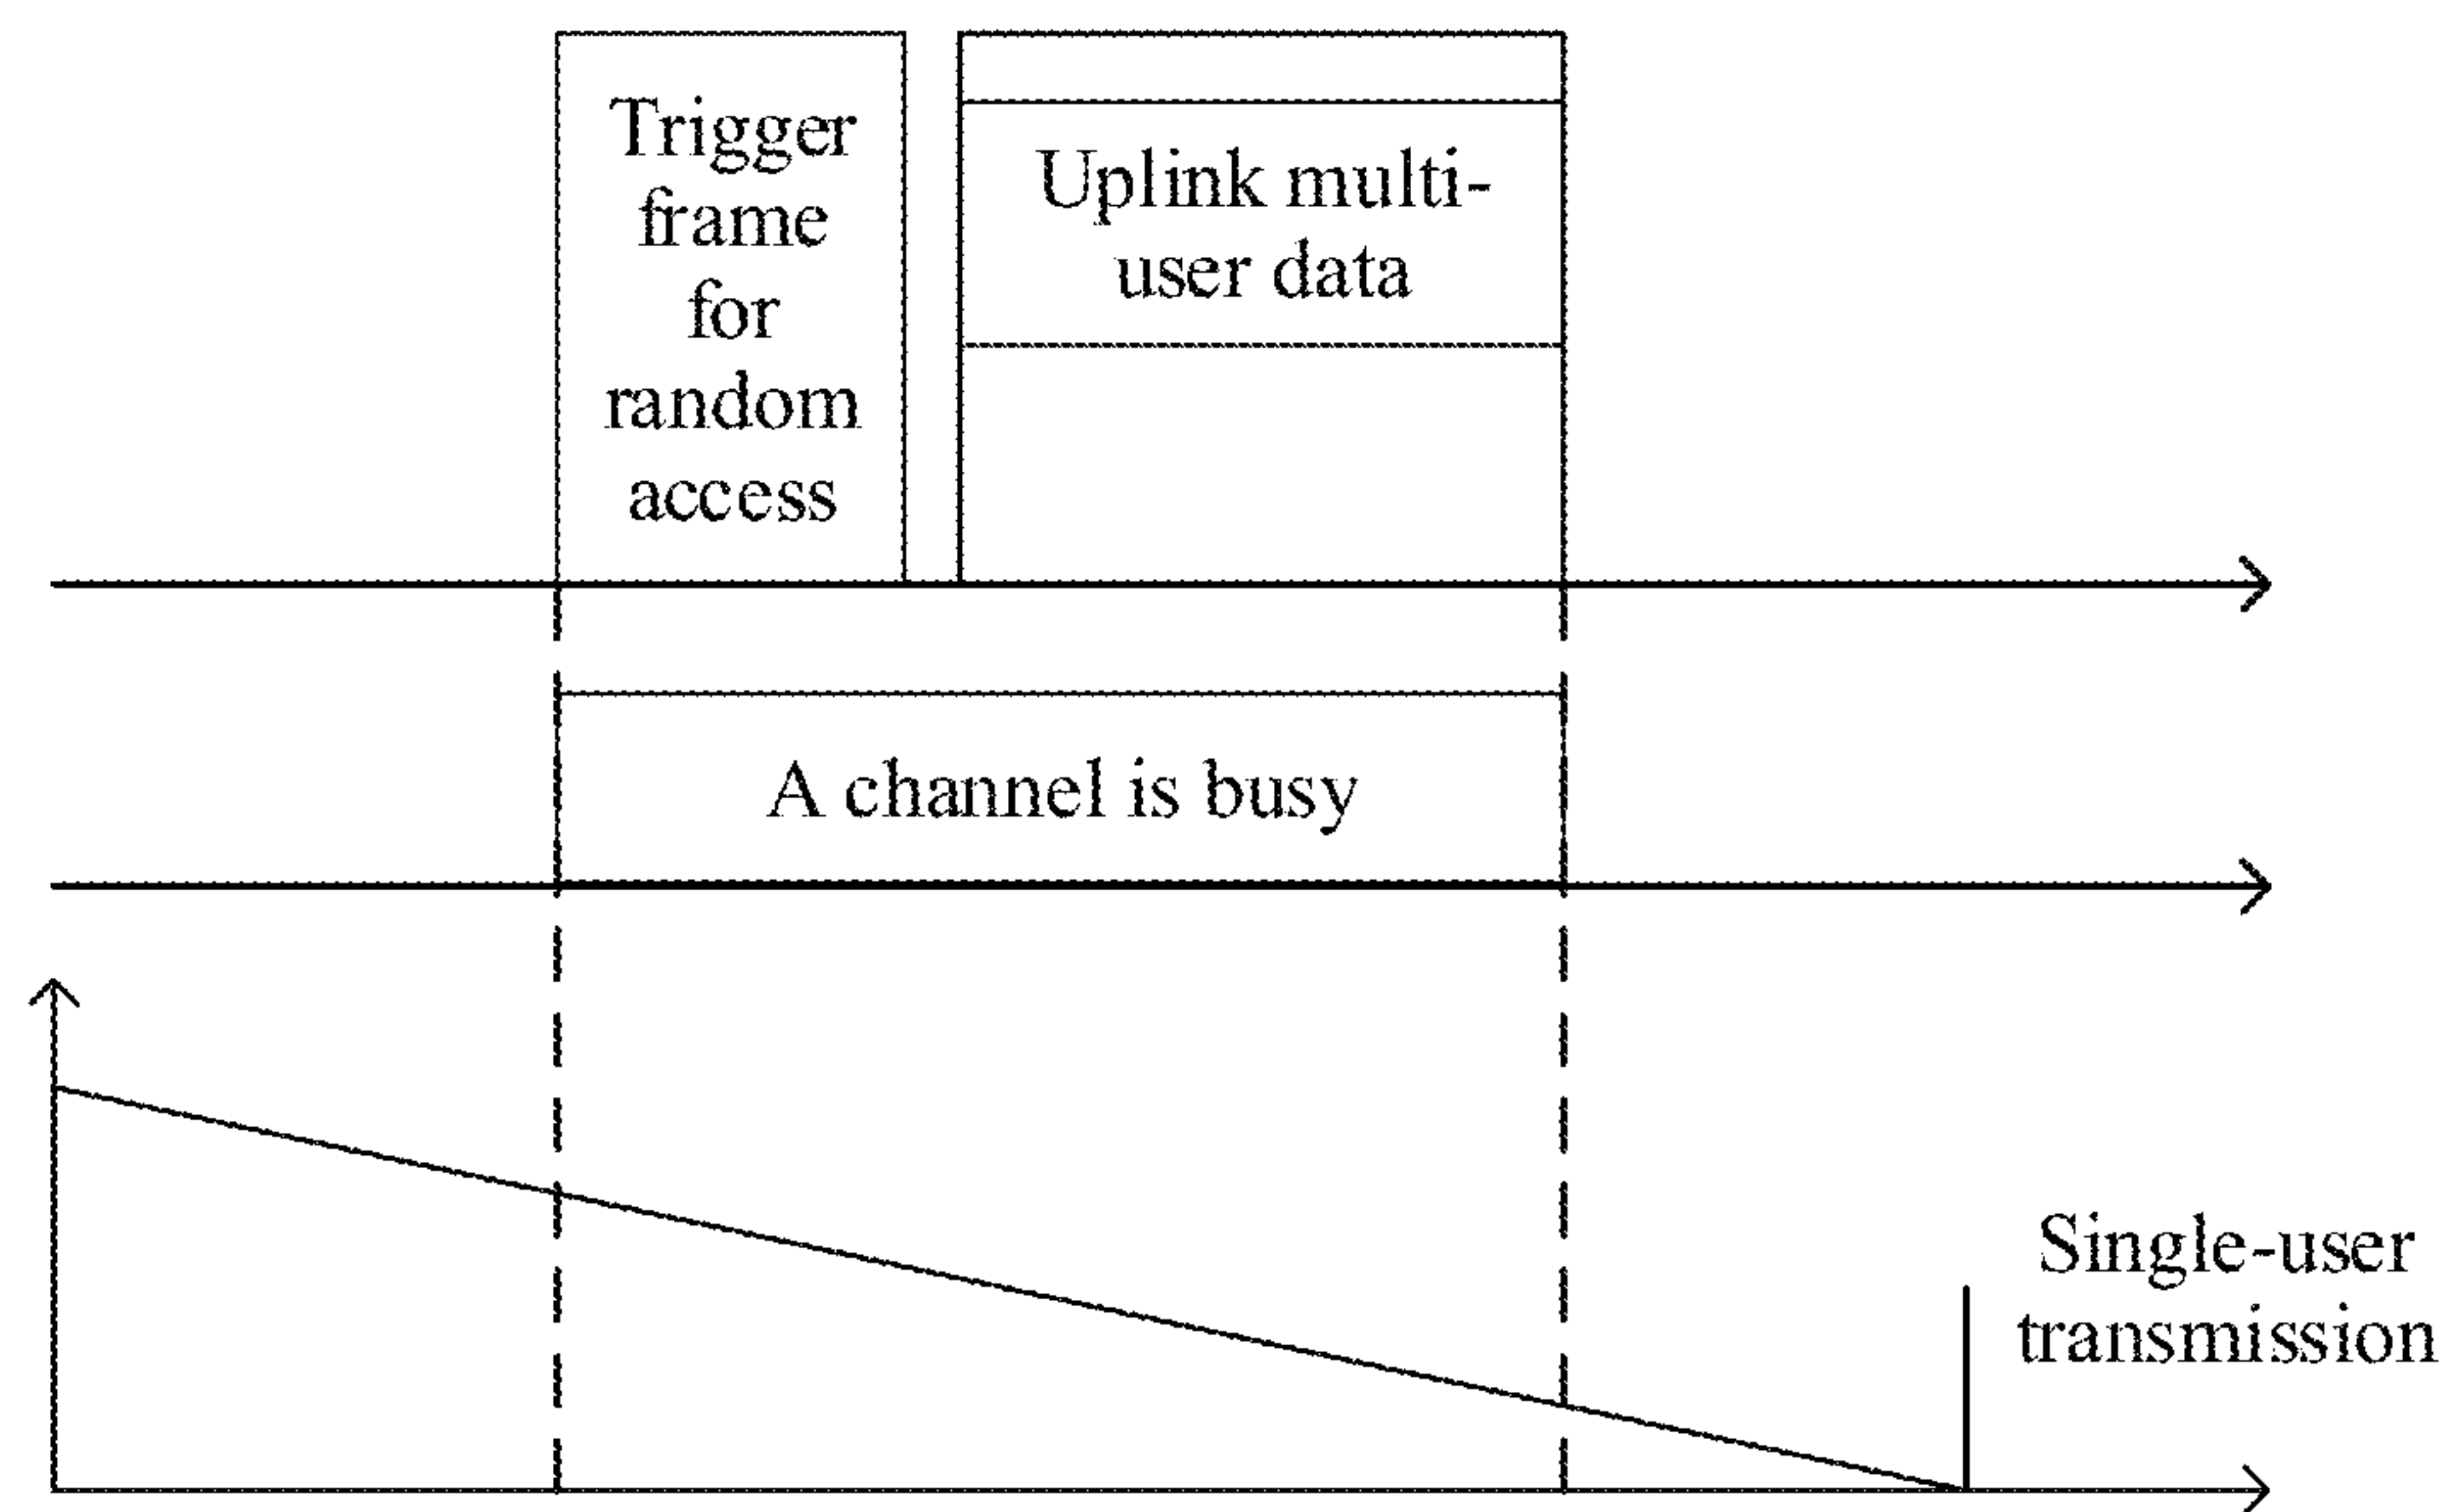 Trigger
frame
for
random
access
Uplink multi-
user data
A channel is busy
Single-user
transmission